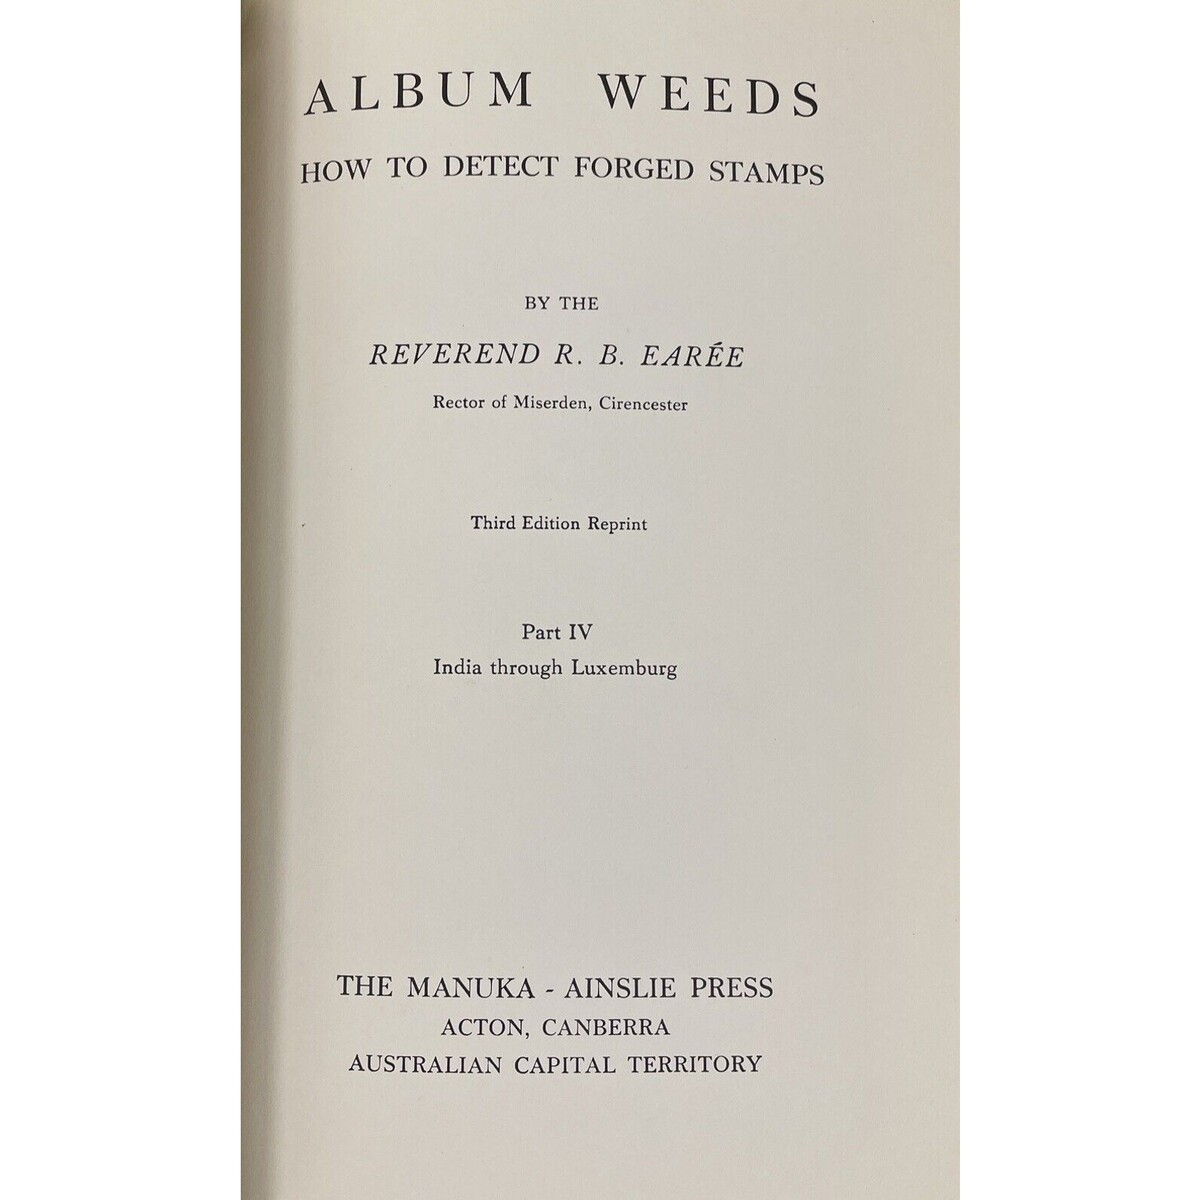 ALBUM WEEDS
HOW TO DETECT FORGED STAMPS
BY THE
REVEREND R. B. EARÉE
Rector of Miserden, Cirencester
Third Edition Reprint
Part IV
India through Luxemburg
THE MANUKA - AINSLIE PRESS
ACTON, CANBERRA
AUSTRALIAN CAPITAL TERRITORY